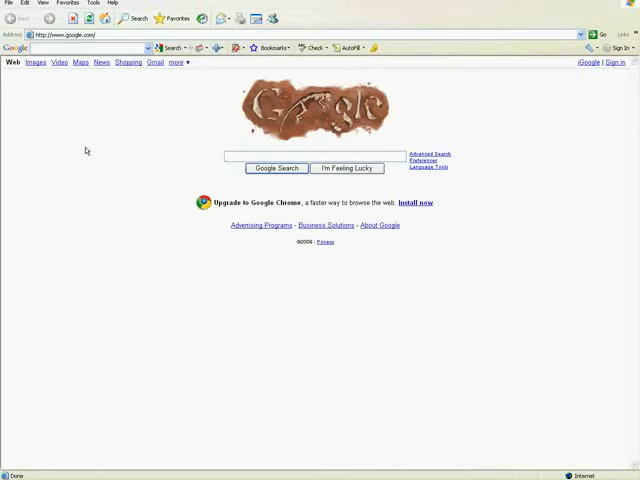 File Edit View Favorites Tools Help
Back Search Favorites
Address http://www.google.com/ Go Links
Google Search Bookmarks Check AutoFill Sign In
Web Images Video Maps News Shopping Gmail more iGoogle | Sign in
Google
Advanced Search
Preferences
Language Tools
Google Search I'm Feeling Lucky
Upgrade to Google Chrome, a faster way to browse the web. Install now.
Advertising Programs - Business Solutions - About Google
©2009 - Privacy
Done Internet